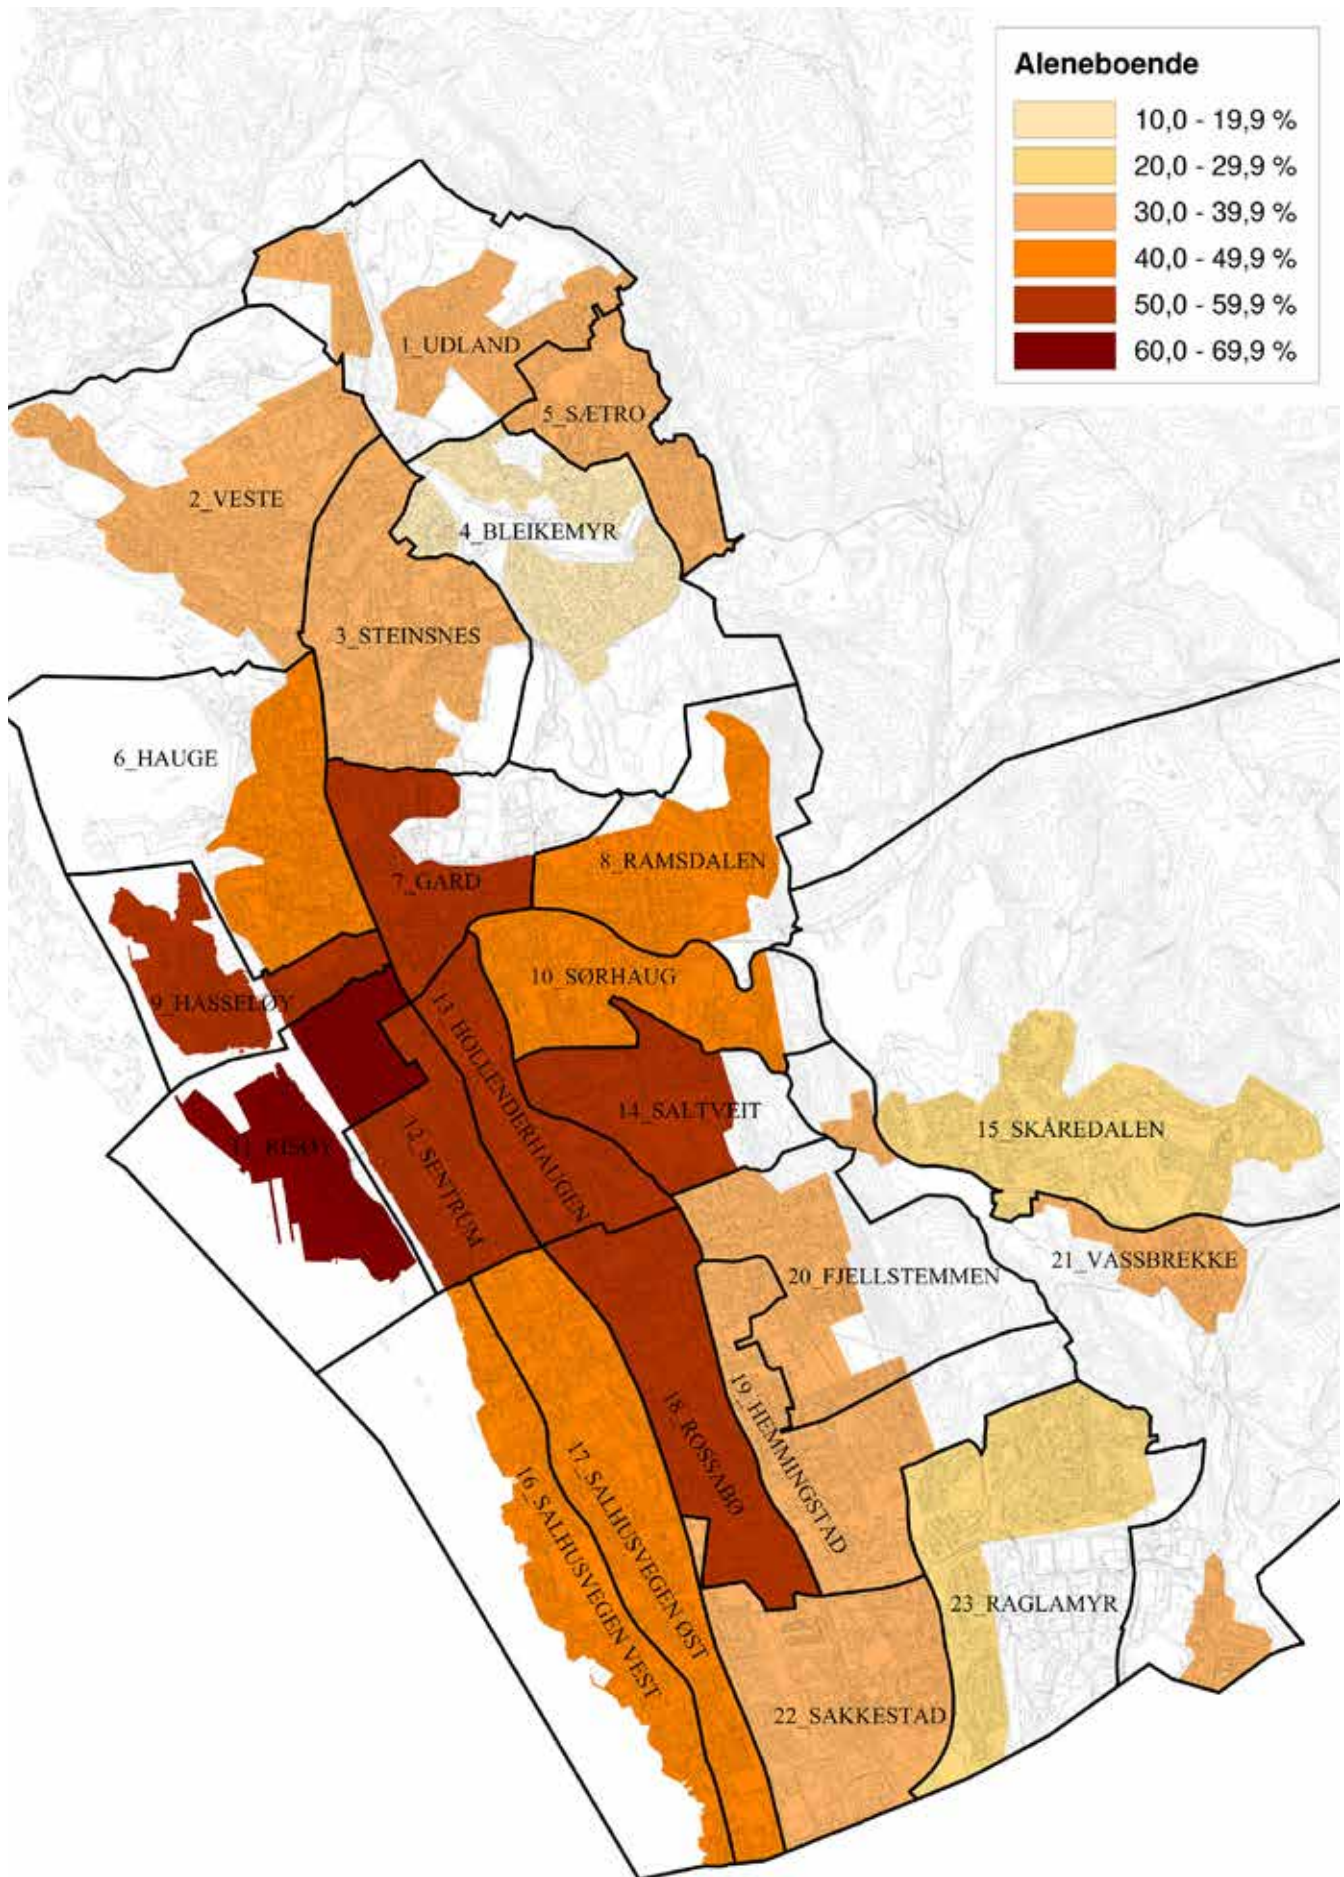 Aleneboende
10,0 - 19,9 %
20,0 - 29,9 %
30,0 - 39,9 %
40,0 - 49,9 %
50,0 - 59,9 %
60,0 - 69,9 %
1_UDLAND
5_SÆTRO
2_VESTE
4_BLEIKEMYR
3_STEINSNES
6_HAUGE
8_RAMSDALEN
7_GARD
10_SØRHAUG
9_HASSELØY
13_HOLLENDERHAUGEN
14_SALTVEIT
15_SKÅREDALEN
11_RISØY
12_SENTRUM
21_VASSBREKKE
20_FJELLSTEMMEN
19_HEMMINGSTAD
18_ROSSABØ
17_SALHUSVEGEN ØST
16_SALHUSVEGEN VEST
23_RAGLAMYR
22_SAKKESTAD